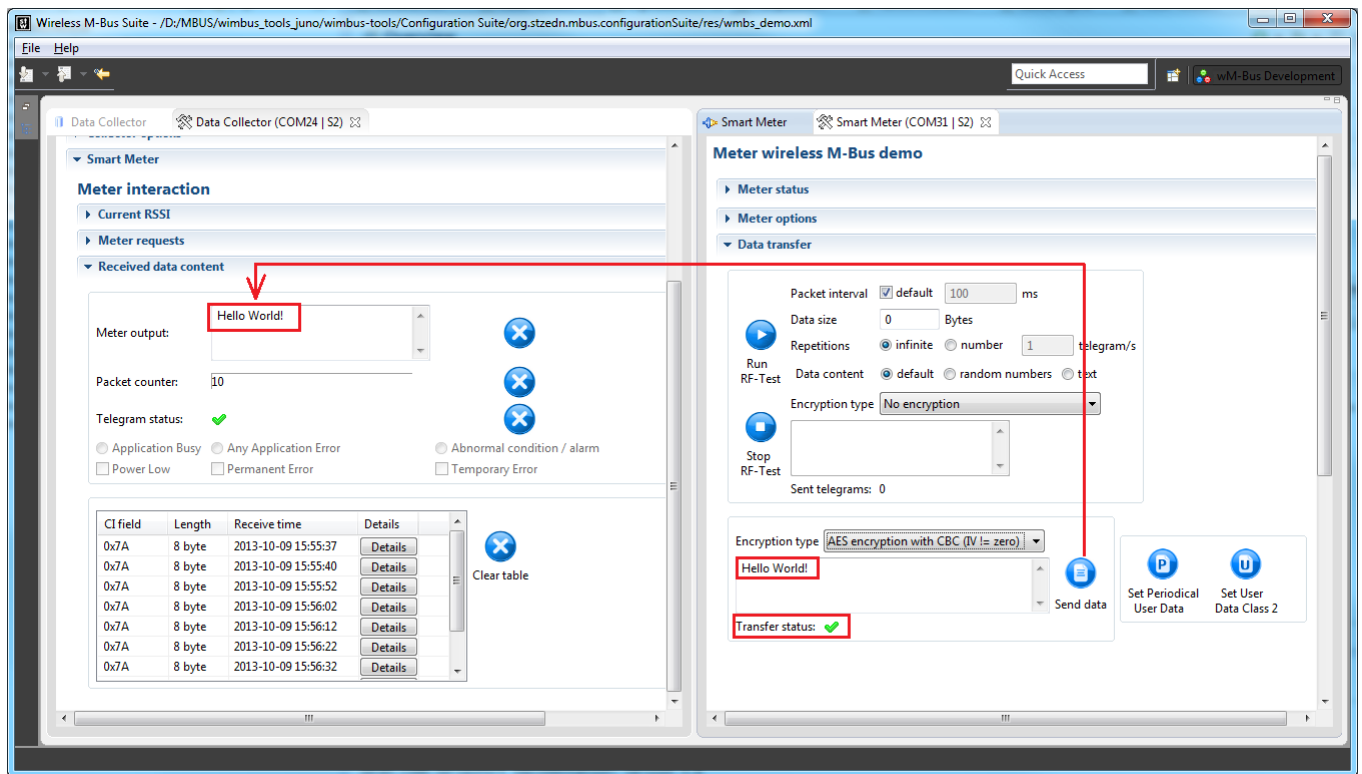 Wireless M-Bus Suite - /D:/MBUS/wimbus_tools_juno/wimbus-tools/Configuration Suite/org.stzedn.mbus.configurationSuite/res/wmbs_demo.xml
File Help
Quick Access
wM-Bus Development
Data Collector
Data Collector (COM24 | S2)
Smart Meter
Meter interaction
Current RSSI
Meter requests
Received data content
Meter output:
Hello World!
Packet counter:
10
Telegram status:
Application Busy Any Application Error Abnormal condition / alarm
Power Low Permanent Error Temporary Error
CI field Length Receive time Details
0x7A 8 byte 2013-10-09 15:55:37 Details
0x7A 8 byte 2013-10-09 15:55:40 Details
0x7A 8 byte 2013-10-09 15:55:52 Details
0x7A 8 byte 2013-10-09 15:56:02 Details
0x7A 8 byte 2013-10-09 15:56:12 Details
0x7A 8 byte 2013-10-09 15:56:22 Details
0x7A 8 byte 2013-10-09 15:56:32 Details
Clear table
Smart Meter
Smart Meter (COM31 | S2)
Meter wireless M-Bus demo
Meter status
Meter options
Data transfer
Packet interval default 100 ms
Data size 0 Bytes
Repetitions infinite number 1 telegram/s
Run
RF-Test
Data content default random numbers text
Encryption type No encryption
Stop
RF-Test
Sent telegrams: 0
Encryption type AES encryption with CBC (IV != zero)
Hello World!
Send data
Transfer status:
P
Set Periodical
User Data
U
Set User
Data Class 2